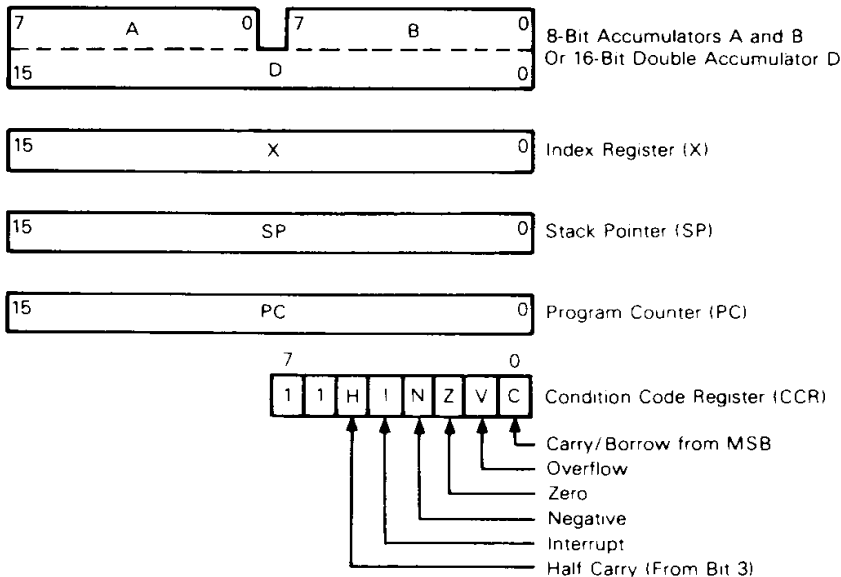 7 A 0 7 B 0
8-Bit Accumulators A and B
Or 16-Bit Double Accumulator D
15 D 0
15 X 0 Index Register (X)
15 SP 0 Stack Pointer (SP)
15 PC 0 Program Counter (PC)
7 0
1 1 H I N Z V C Condition Code Register (CCR)
Carry/Borrow from MSB
Overflow
Zero
Negative
Interrupt
Half Carry (From Bit 3)